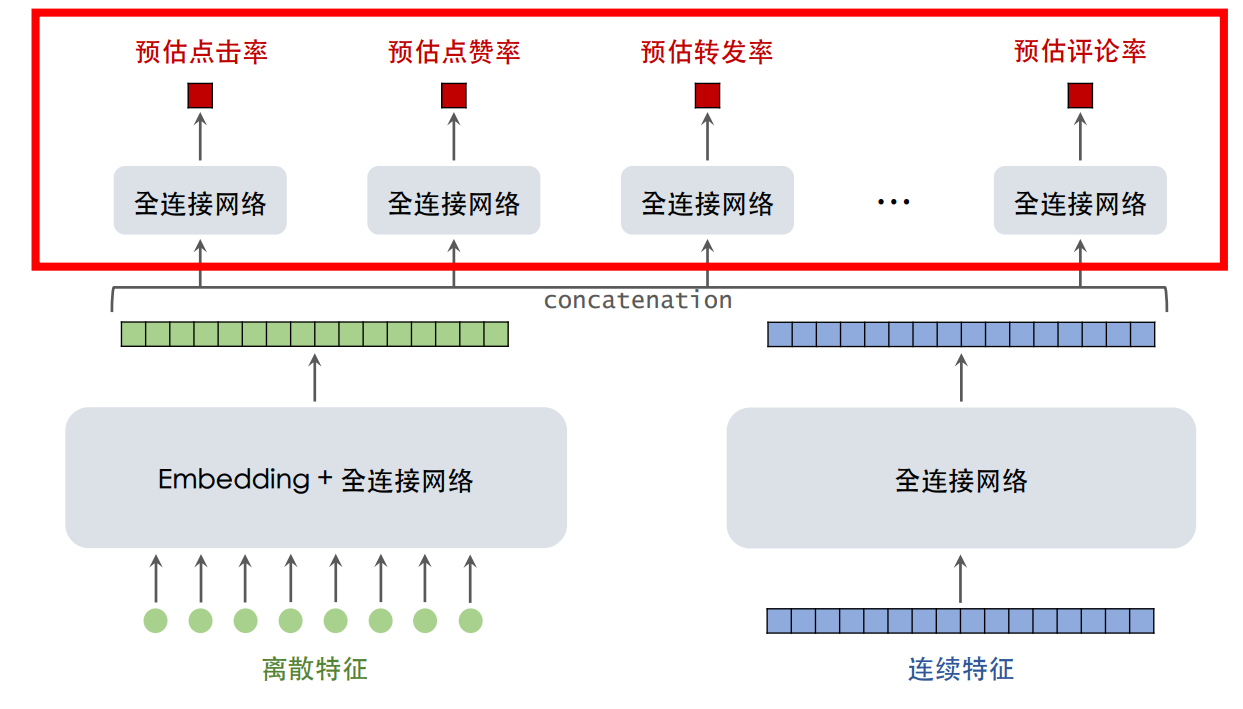 预估点击率 预估点赞率 预估转发率 预估评论率
全连接网络 全连接网络 全连接网络 ... 全连接网络
concatenation
Embedding + 全连接网络 全连接网络
离散特征 连续特征